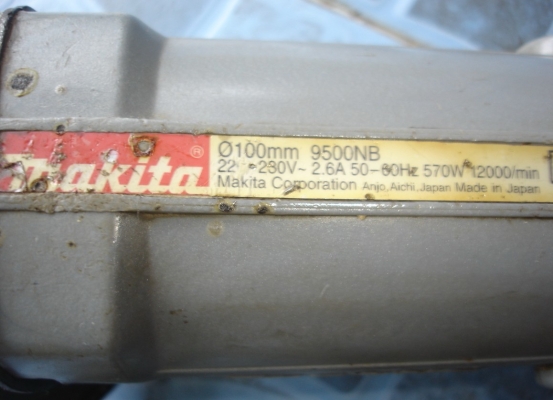 Makita®
Ø100mm 9500NB
22 -230V~ 2.6A 50-60Hz 570W 12000/min
Makita Corporation Anjo, Aichi, Japan Made in Japan